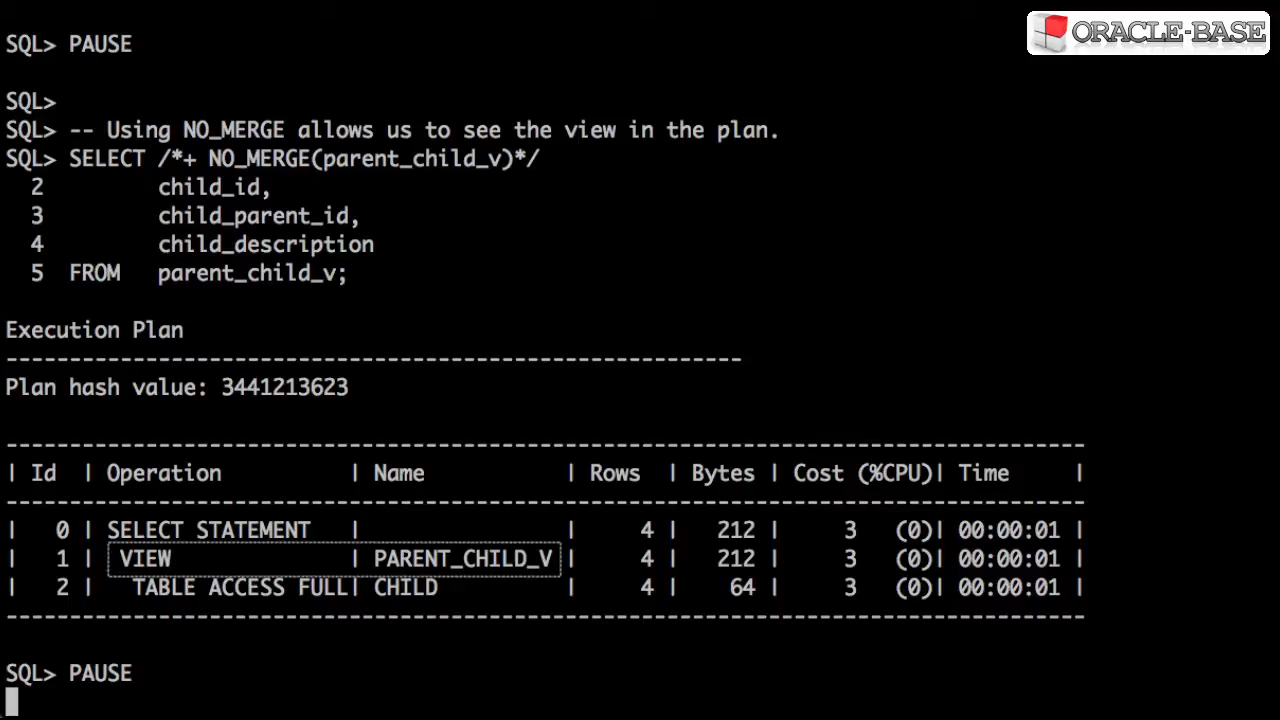 SQL> PAUSE
ORACLE-BASE
SQL>
SQL> -- Using NO_MERGE allows us to see the view in the plan.
SQL> SELECT /*+ NO_MERGE(parent_child_v)*/
  2         child_id,
  3         child_parent_id,
  4         child_description
  5  FROM   parent_child_v;
Execution Plan
----------------------------------------------------------
Plan hash value: 3441213623
-------------------------------------------------------------------------------------
| Id  | Operation          | Name           | Rows  | Bytes | Cost (%CPU)| Time     |
-------------------------------------------------------------------------------------
|   0 | SELECT STATEMENT   |                |     4 |   212 |     3   (0)| 00:00:01 |
|   1 |  VIEW              | PARENT_CHILD_V |     4 |   212 |     3   (0)| 00:00:01 |
|   2 |   TABLE ACCESS FULL| CHILD          |     4 |    64 |     3   (0)| 00:00:01 |
-------------------------------------------------------------------------------------
SQL> PAUSE